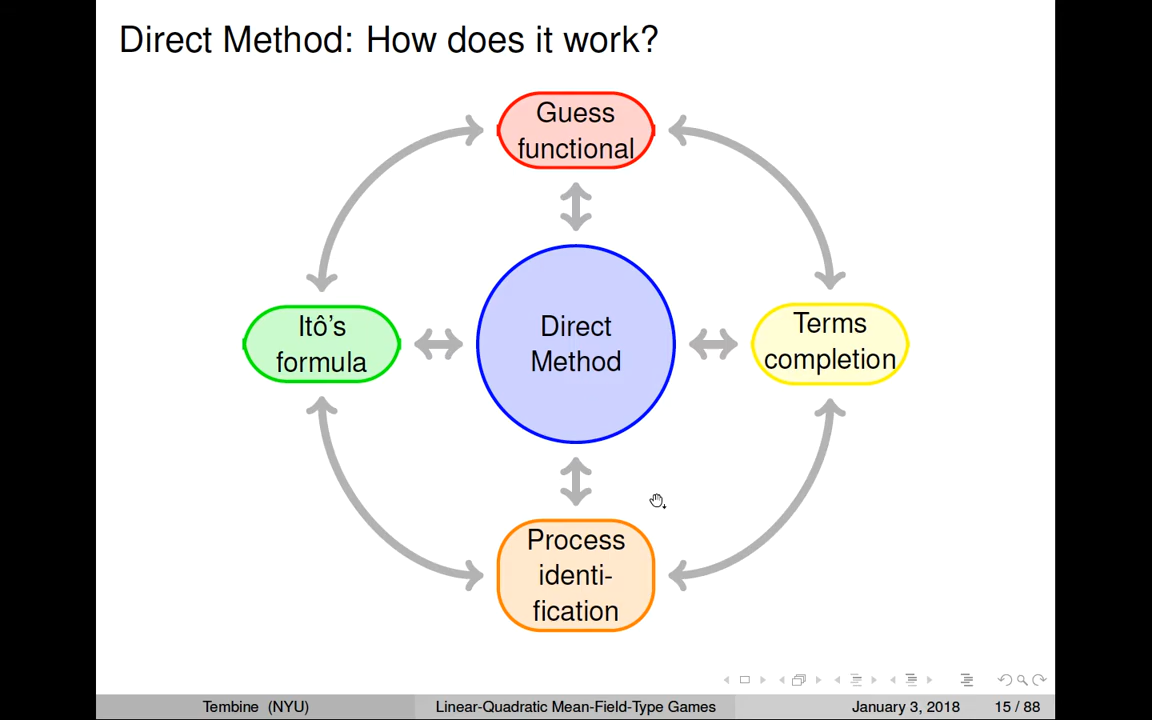 Direct Method: How does it work?
Guess
functional
Itô's
formula
Direct
Method
Terms
completion
Process
identi-
fication
Tembine (NYU)
Linear-Quadratic Mean-Field-Type Games
January 3, 2018
15 / 88